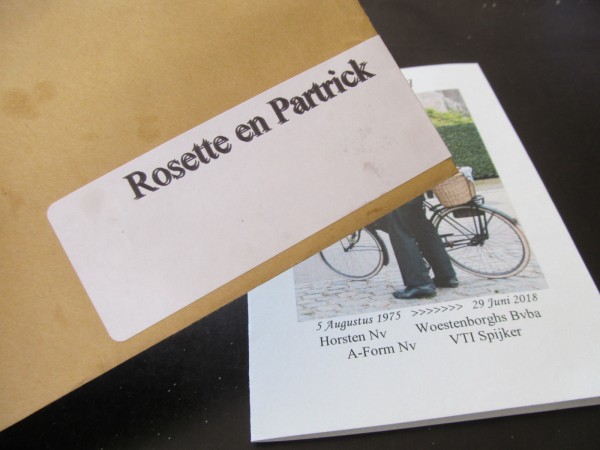 Rosette en Partrick
5 Augustus 1975 >>>>>>> 29 Juni 2018
Horsten Nv Woestenborghs Bvba
A-Form Nv VTI Spijker